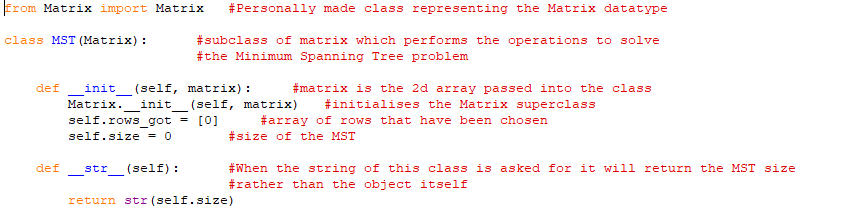 from Matrix import Matrix   #Personally made class representing the Matrix datatype
class MST(Matrix):      #subclass of matrix which performs the operations to solve
                        #the Minimum Spanning Tree problem
    def __init__(self, matrix):     #matrix is the 2d array passed into the class
        Matrix.__init__(self, matrix)   #initialises the Matrix superclass
        self.rows_got = [0]     #array of rows that have been chosen
        self.size = 0       #size of the MST
    def __str__(self):      #When the string of this class is asked for it will return the MST size
                            #rather than the object itself
        return str(self.size)